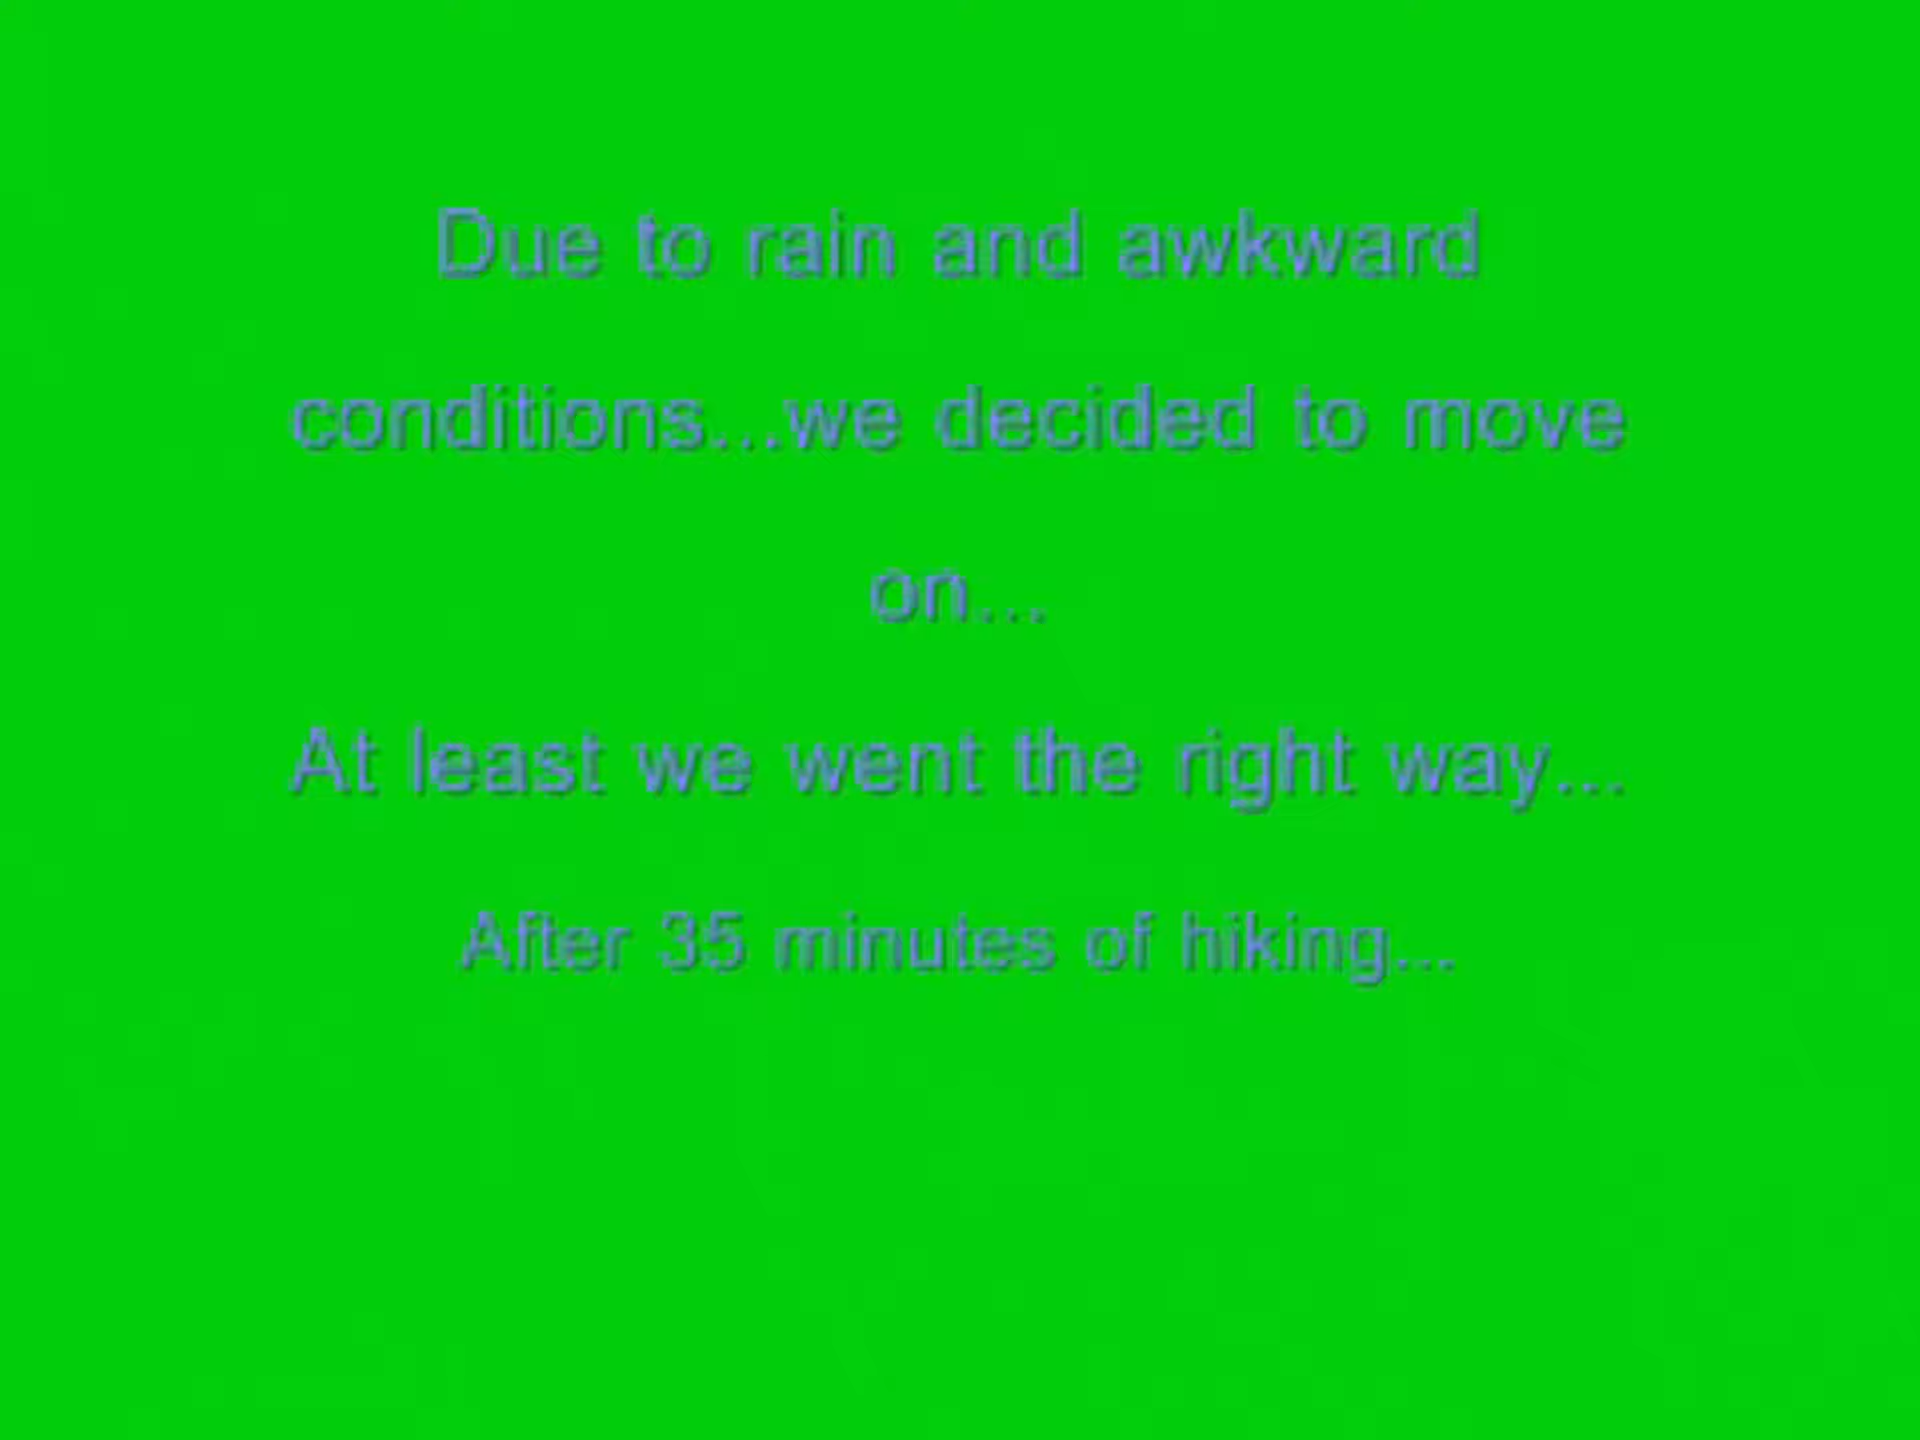 Due to rain and awkward
conditions...we decided to move
on...
At least we went the right way...
After 35 minutes of hiking...